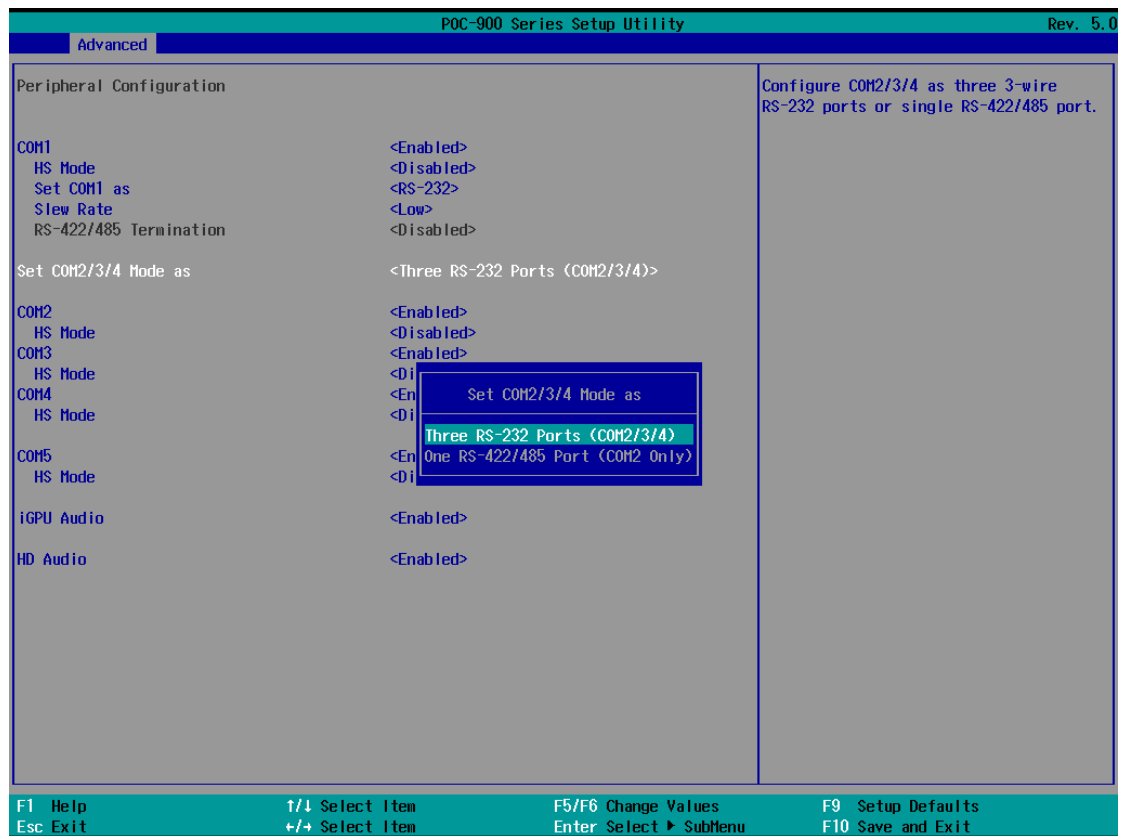 POC-900 Series Setup Utility Rev. 5.0
Advanced
Peripheral Configuration
Configure COM2/3/4 as three 3-wire
RS-232 ports or single RS-422/485 port.
COM1 <Enabled>
HS Mode <Disabled>
Set COM1 as <RS-232>
Slew Rate <Low>
RS-422/485 Termination <Disabled>
Set COM2/3/4 Mode as <Three RS-232 Ports (COM2/3/4)>
COM2 <Enabled>
HS Mode <Disabled>
COM3 <Enabled>
HS Mode <Di
COM4 <En
HS Mode <Di
COM5 <En
HS Mode <Di
Set COM2/3/4 Mode as
Three RS-232 Ports (COM2/3/4)
One RS-422/485 Port (COM2 Only)
iGPU Audio <Enabled>
HD Audio <Enabled>
F1 Help ↑/↓ Select Item F5/F6 Change Values F9 Setup Defaults
Esc Exit ←/→ Select Item Enter Select ▶ SubMenu F10 Save and Exit